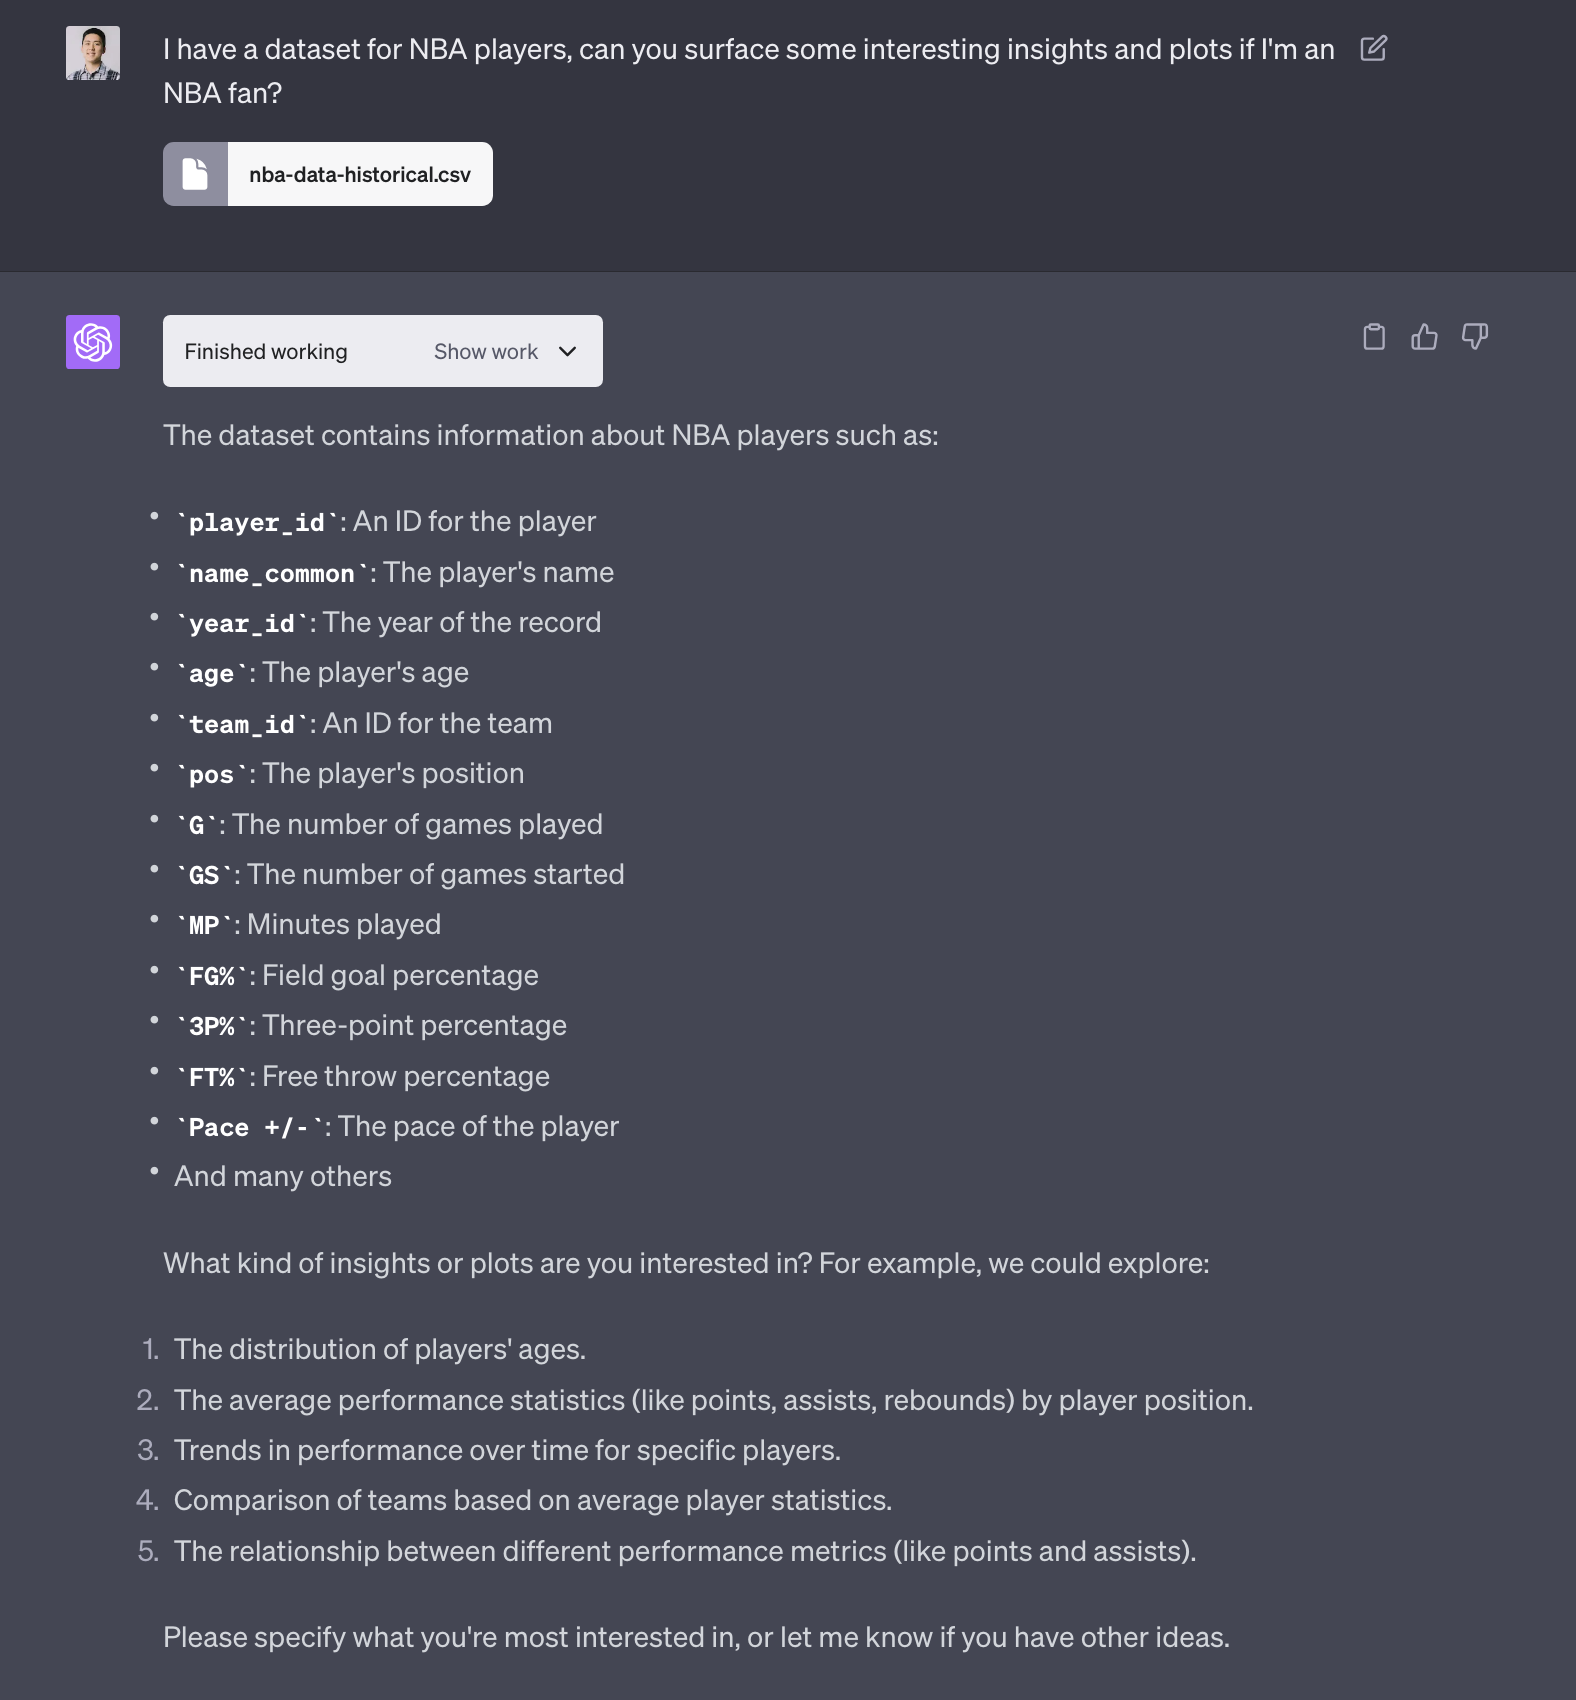 I have a dataset for NBA players, can you surface some interesting insights and plots if I'm an
NBA fan?
nba-data-historical.csv
Finished working Show work
The dataset contains information about NBA players such as:
• `player_id`: An ID for the player
• `name_common`: The player's name
• `year_id`: The year of the record
• `age`: The player's age
• `team_id`: An ID for the team
• `pos`: The player's position
• `G`: The number of games played
• `GS`: The number of games started
• `MP`: Minutes played
• `FG%`: Field goal percentage
• `3P%`: Three-point percentage
• `FT%`: Free throw percentage
• `Pace +/-`: The pace of the player
• And many others
What kind of insights or plots are you interested in? For example, we could explore:
1. The distribution of players' ages.
2. The average performance statistics (like points, assists, rebounds) by player position.
3. Trends in performance over time for specific players.
4. Comparison of teams based on average player statistics.
5. The relationship between different performance metrics (like points and assists).
Please specify what you're most interested in, or let me know if you have other ideas.